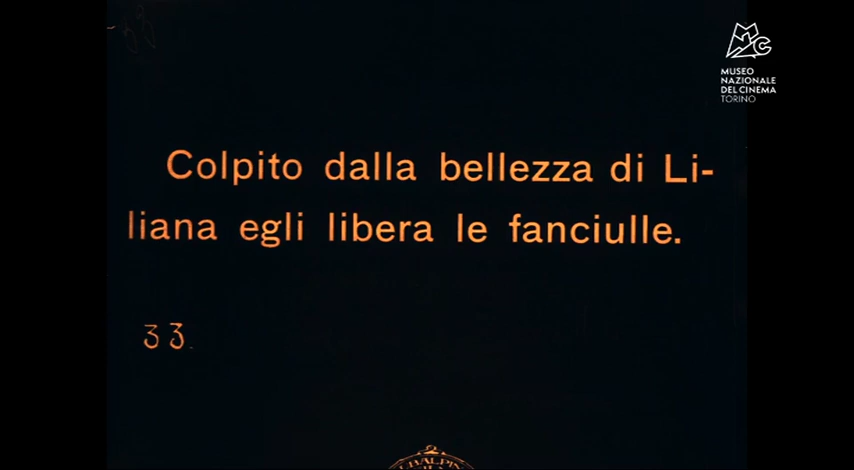 MUSEO
NAZIONALE
DEL CINEMA
TORINO
Colpito dalla bellezza di Li-
liana egli libera le fanciulle.
33.